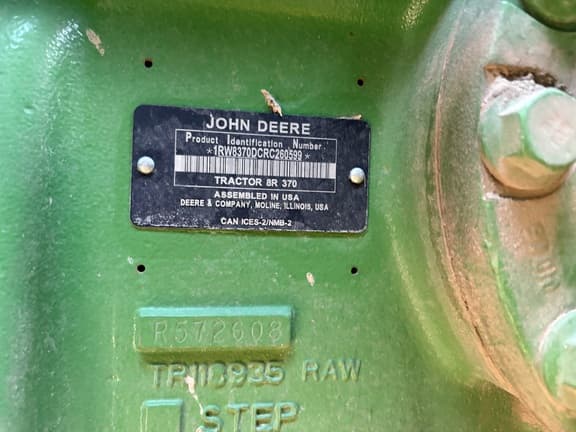 JOHN DEERE
Product Identification Number
*1RW8370DCRC260599*
TRACTOR 8R 370
ASSEMBLED IN USA
DEERE & COMPANY, MOLINE, ILLINOIS, USA
CAN ICES-2/NMB-2
R572608
RAW
STEP